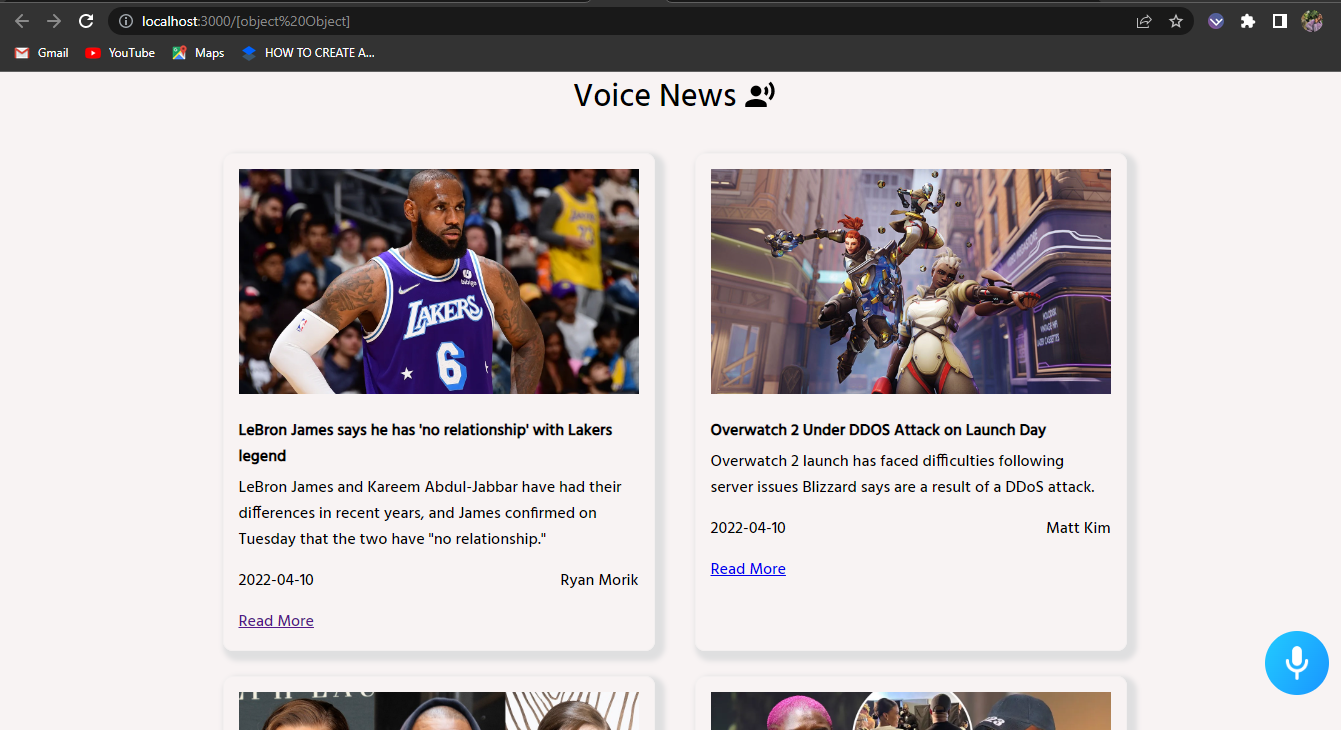 localhost:3000/[object%20Object]
Gmail YouTube Maps HOW TO CREATE A...
Voice News
LAKERS
6
LeBron James says he has 'no relationship' with Lakers
legend
LeBron James and Kareem Abdul-Jabbar have had their
differences in recent years, and James confirmed on
Tuesday that the two have "no relationship."
2022-04-10 Ryan Morik
Read More
Overwatch 2 Under DDOS Attack on Launch Day
Overwatch 2 launch has faced difficulties following
server issues Blizzard says are a result of a DDoS attack.
2022-04-10 Matt Kim
Read More